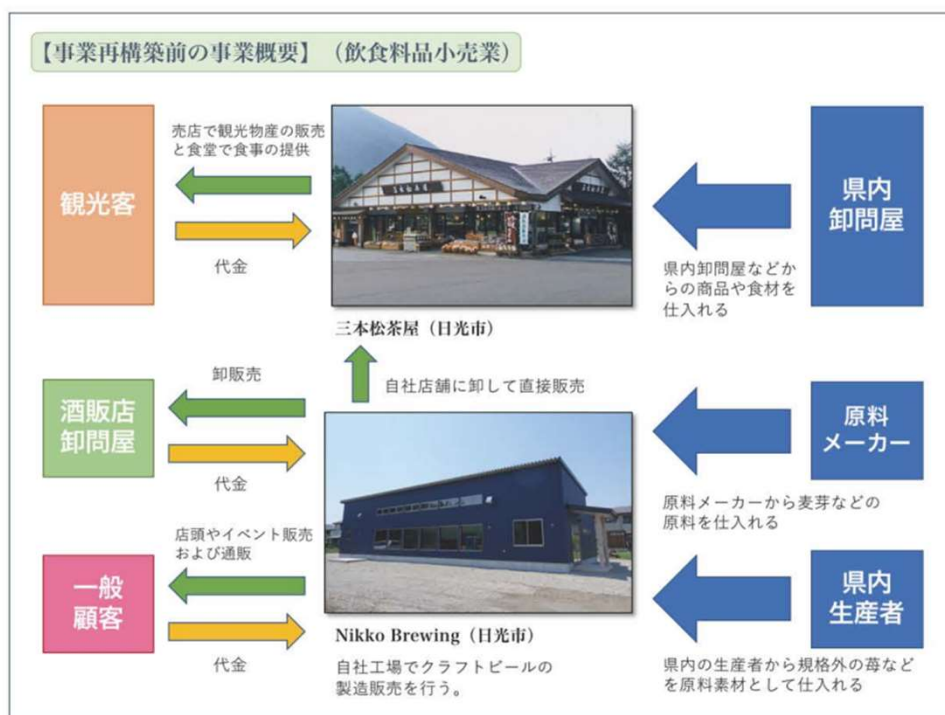 【事業再構築前の事業概要】（飲食料品小売業）
観光客
売店で観光物産の販売
と食堂で食事の提供
代金
県内
卸問屋
県内卸問屋などか
らの商品や食材を
仕入れる
三本松茶屋（日光市）
自社店舗に卸して直接販売
酒販店
卸問屋
卸販売
代金
原料
メーカー
原料メーカーから麦芽などの
原料を仕入れる
一般
顧客
店頭やイベント販売
および通販
代金
県内
生産者
県内の生産者から規格外の苺など
を原料素材として仕入れる
Nikko Brewing（日光市）
自社工場でクラフトビールの
製造販売を行う。